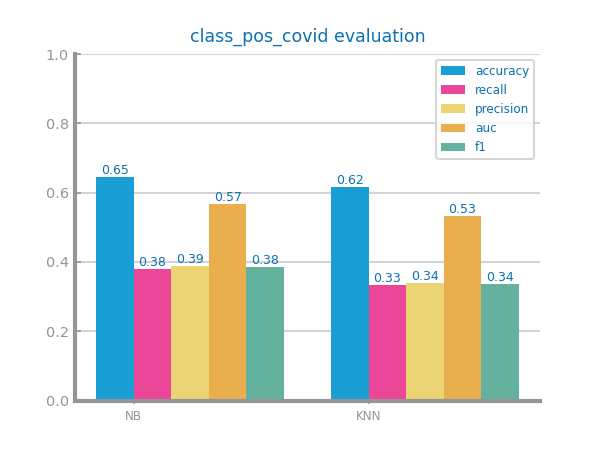 class_pos_covid evaluation
1.0
0.8
0.6
0.4
0.2
0.0
accuracy
recall
precision
auc
f1
0.65
0.38
0.39
0.57
0.38
0.62
0.33
0.34
0.53
0.34
NB
KNN